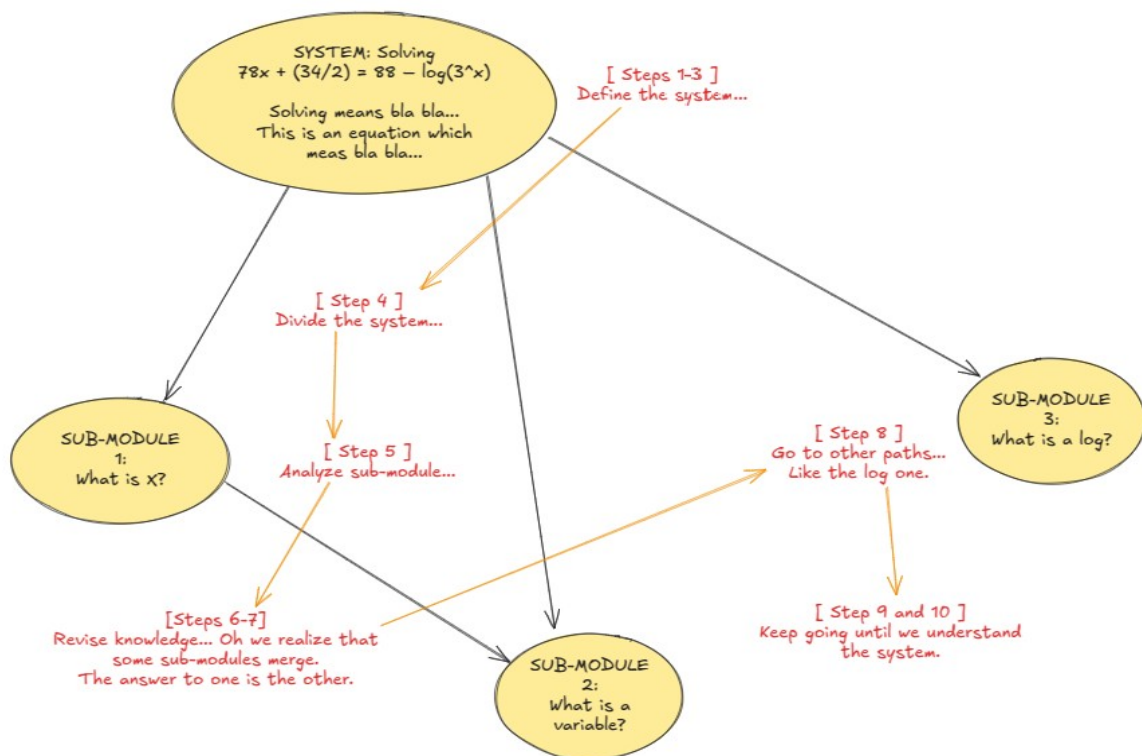 SYSTEM: Solving
78x + (34/2) = 88 – log(3^x)
Solving means bla bla...
This is an equation which
meas bla bla...
[ Steps 1-3 ]
Define the system...
[ Step 4 ]
Divide the system...
SUB-MODULE
1:
What is x?
[ Step 5 ]
Analyze sub-module...
[ Step 8 ]
Go to other paths...
Like the log one.
SUB-MODULE
3:
What is a log?
[Steps 6-7]
Revise knowledge... Oh we realize that
some sub-modules merge.
The answer to one is the other.
SUB-MODULE
2:
What is a
variable?
[ Step 9 and 10 ]
Keep going until we understand
the system.